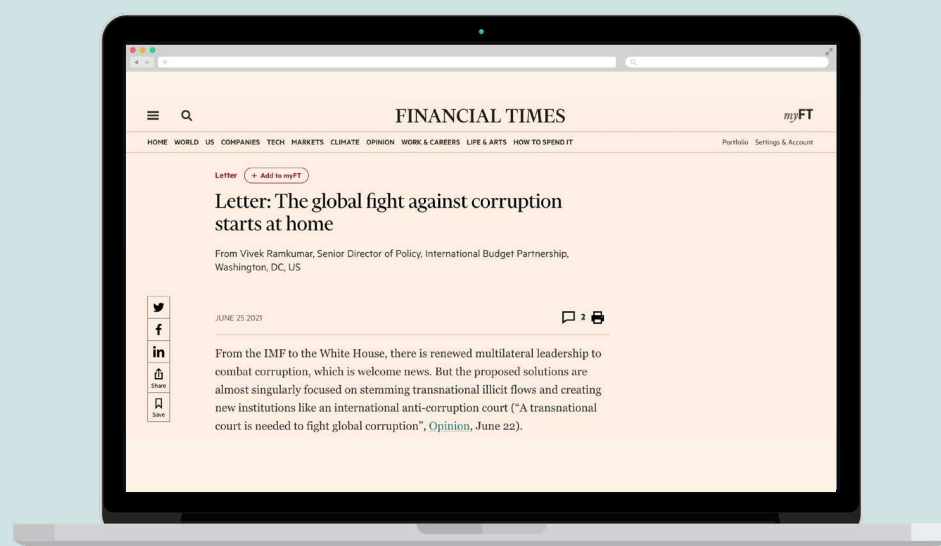 FINANCIAL TIMES
myFT
HOME WORLD US COMPANIES TECH MARKETS CLIMATE OPINION WORK & CAREERS LIFE & ARTS HOW TO SPEND IT
Portfolio Settings & Account
Letter + Add to myFT
Letter: The global fight against corruption
starts at home
From Vivek Ramkumar, Senior Director of Policy, International Budget Partnership,
Washington, DC, US
JUNE 25 2021
2
Share
Save
From the IMF to the White House, there is renewed multilateral leadership to
combat corruption, which is welcome news. But the proposed solutions are
almost singularly focused on stemming transnational illicit flows and creating
new institutions like an international anti-corruption court (“A transnational
court is needed to fight global corruption”, Opinion, June 22).